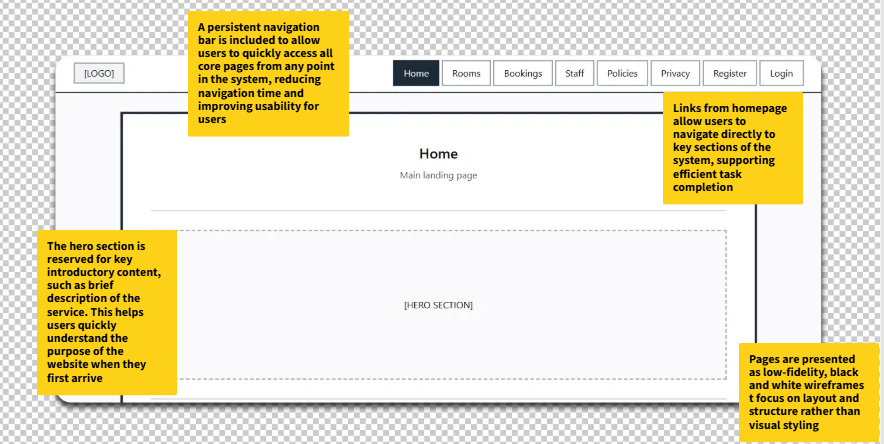 A persistent navigation
bar is included to allow
users to quickly access all
core pages from any point
in the system, reducing
navigation time and
improving usability for
users
[LOGO]
Home Rooms Bookings Staff Policies Privacy Register Login
Links from homepage
allow users to
navigate directly to
key sections of the
system, supporting
efficient task
completion
Home
Main landing page
The hero section is
reserved for key
introductory content,
such as brief
description of the
service. This helps
users quickly
understand the
purpose of the
website when they
first arrive
[HERO SECTION]
Pages are presented
as low-fidelity, black
and white wireframes
t focus on layout and
structure rather than
visual styling